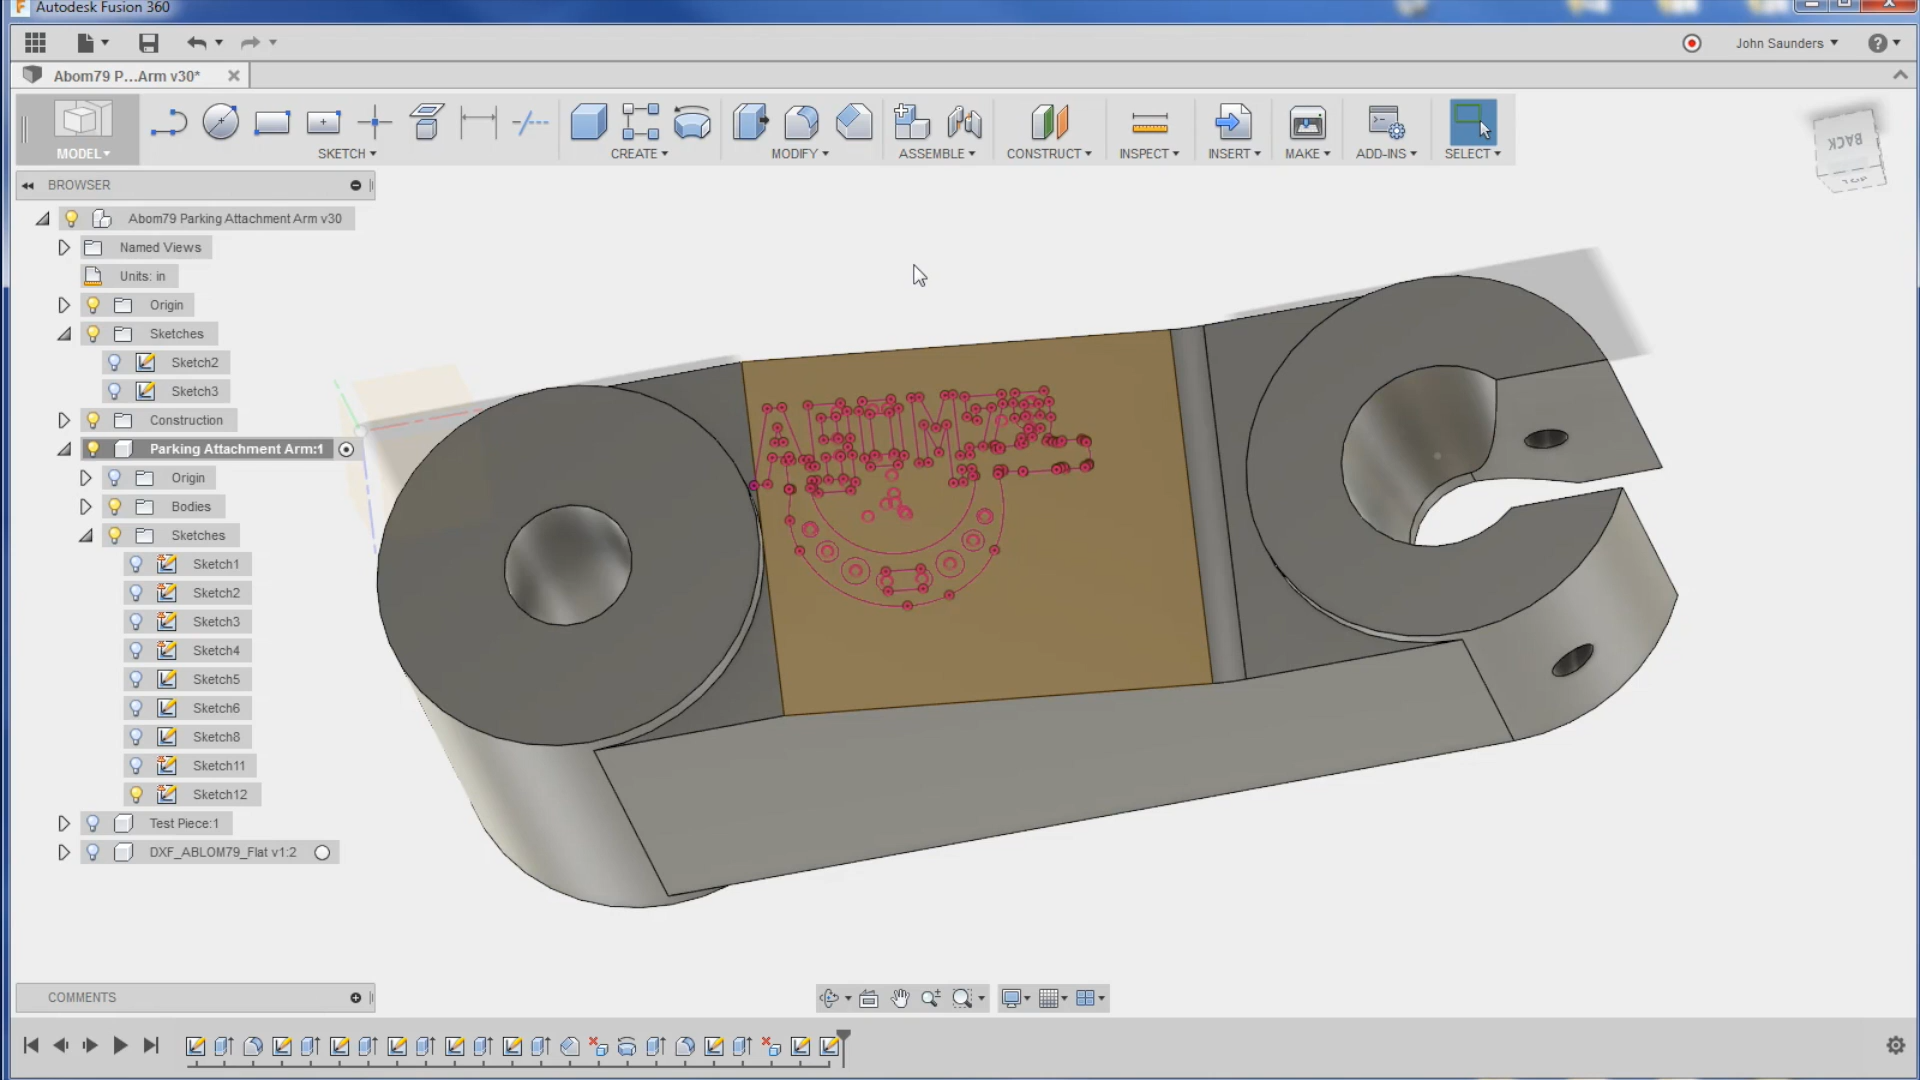 Autodesk Fusion 360
John Saunders
Abom79 P...Arm v30*
MODEL
SKETCH
CREATE
MODIFY
ASSEMBLE
CONSTRUCT
INSPECT
INSERT
MAKE
ADD-INS
SELECT
BACK
TOP
BROWSER
Abom79 Parking Attachment Arm v30
Named Views
Units: in
Origin
Sketches
Sketch2
Sketch3
Construction
Parking Attachment Arm:1
Origin
Bodies
Sketches
Sketch1
Sketch2
Sketch3
Sketch4
Sketch5
Sketch6
Sketch8
Sketch11
Sketch12
Test Piece:1
DXF_ABLOM79_Flat v1:2
ABOM79
COMMENTS